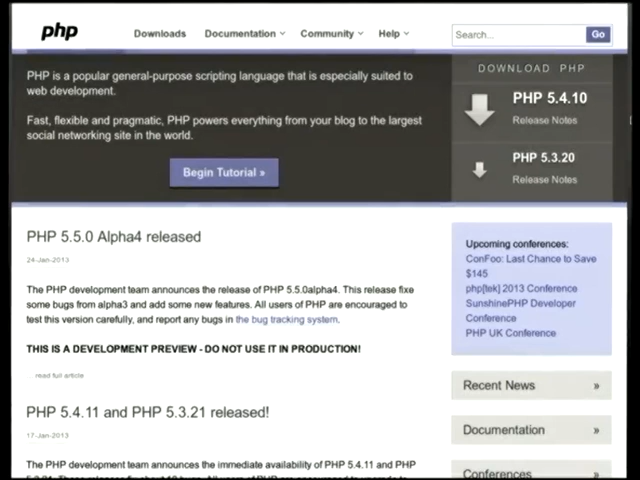 php
Downloads
Documentation
Community
Help
Search...
Go
PHP is a popular general-purpose scripting language that is especially suited to
web development.
Fast, flexible and pragmatic, PHP powers everything from your blog to the largest
social networking site in the world.
Begin Tutorial »
DOWNLOAD PHP
PHP 5.4.10
Release Notes
PHP 5.3.20
Release Notes
PHP 5.5.0 Alpha4 released
24-Jan-2013
The PHP development team announces the release of PHP 5.5.0alpha4. This release fixe
some bugs from alpha3 and add some new features. All users of PHP are encouraged to
test this version carefully, and report any bugs in the bug tracking system.
THIS IS A DEVELOPMENT PREVIEW - DO NOT USE IT IN PRODUCTION!
read full article
PHP 5.4.11 and PHP 5.3.21 released!
17-Jan-2013
The PHP development team announces the immediate availability of PHP 5.4.11 and PHP
Upcoming conferences:
ConFoo: Last Chance to Save
$145
php[tek] 2013 Conference
SunshinePHP Developer
Conference
PHP UK Conference
Recent News »
Documentation »
Conferences »